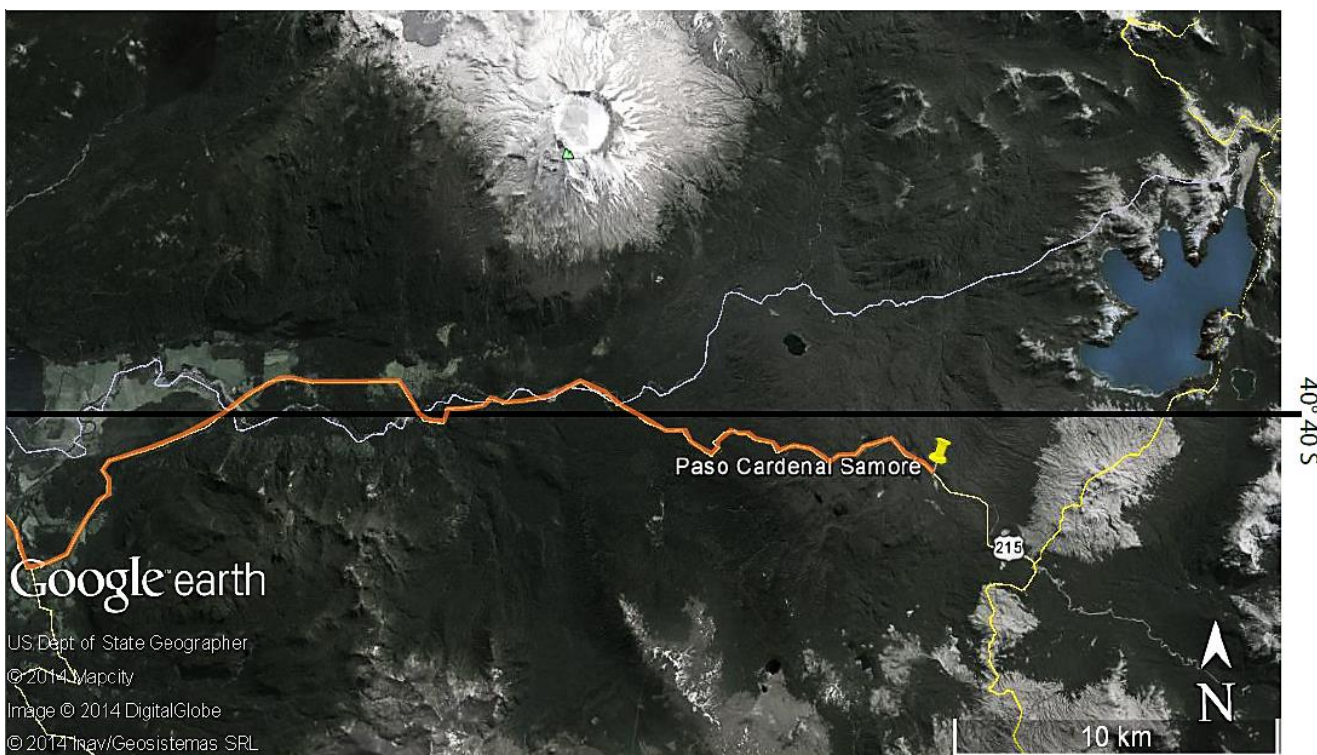 40° 40 S
Paso Cardenal Samore
215
Google earth
US Dept of State Geographer
© 2014 Mapcity
Image © 2014 DigitalGlobe
© 2014 Inav/Geosistemas SRL
N
10 km